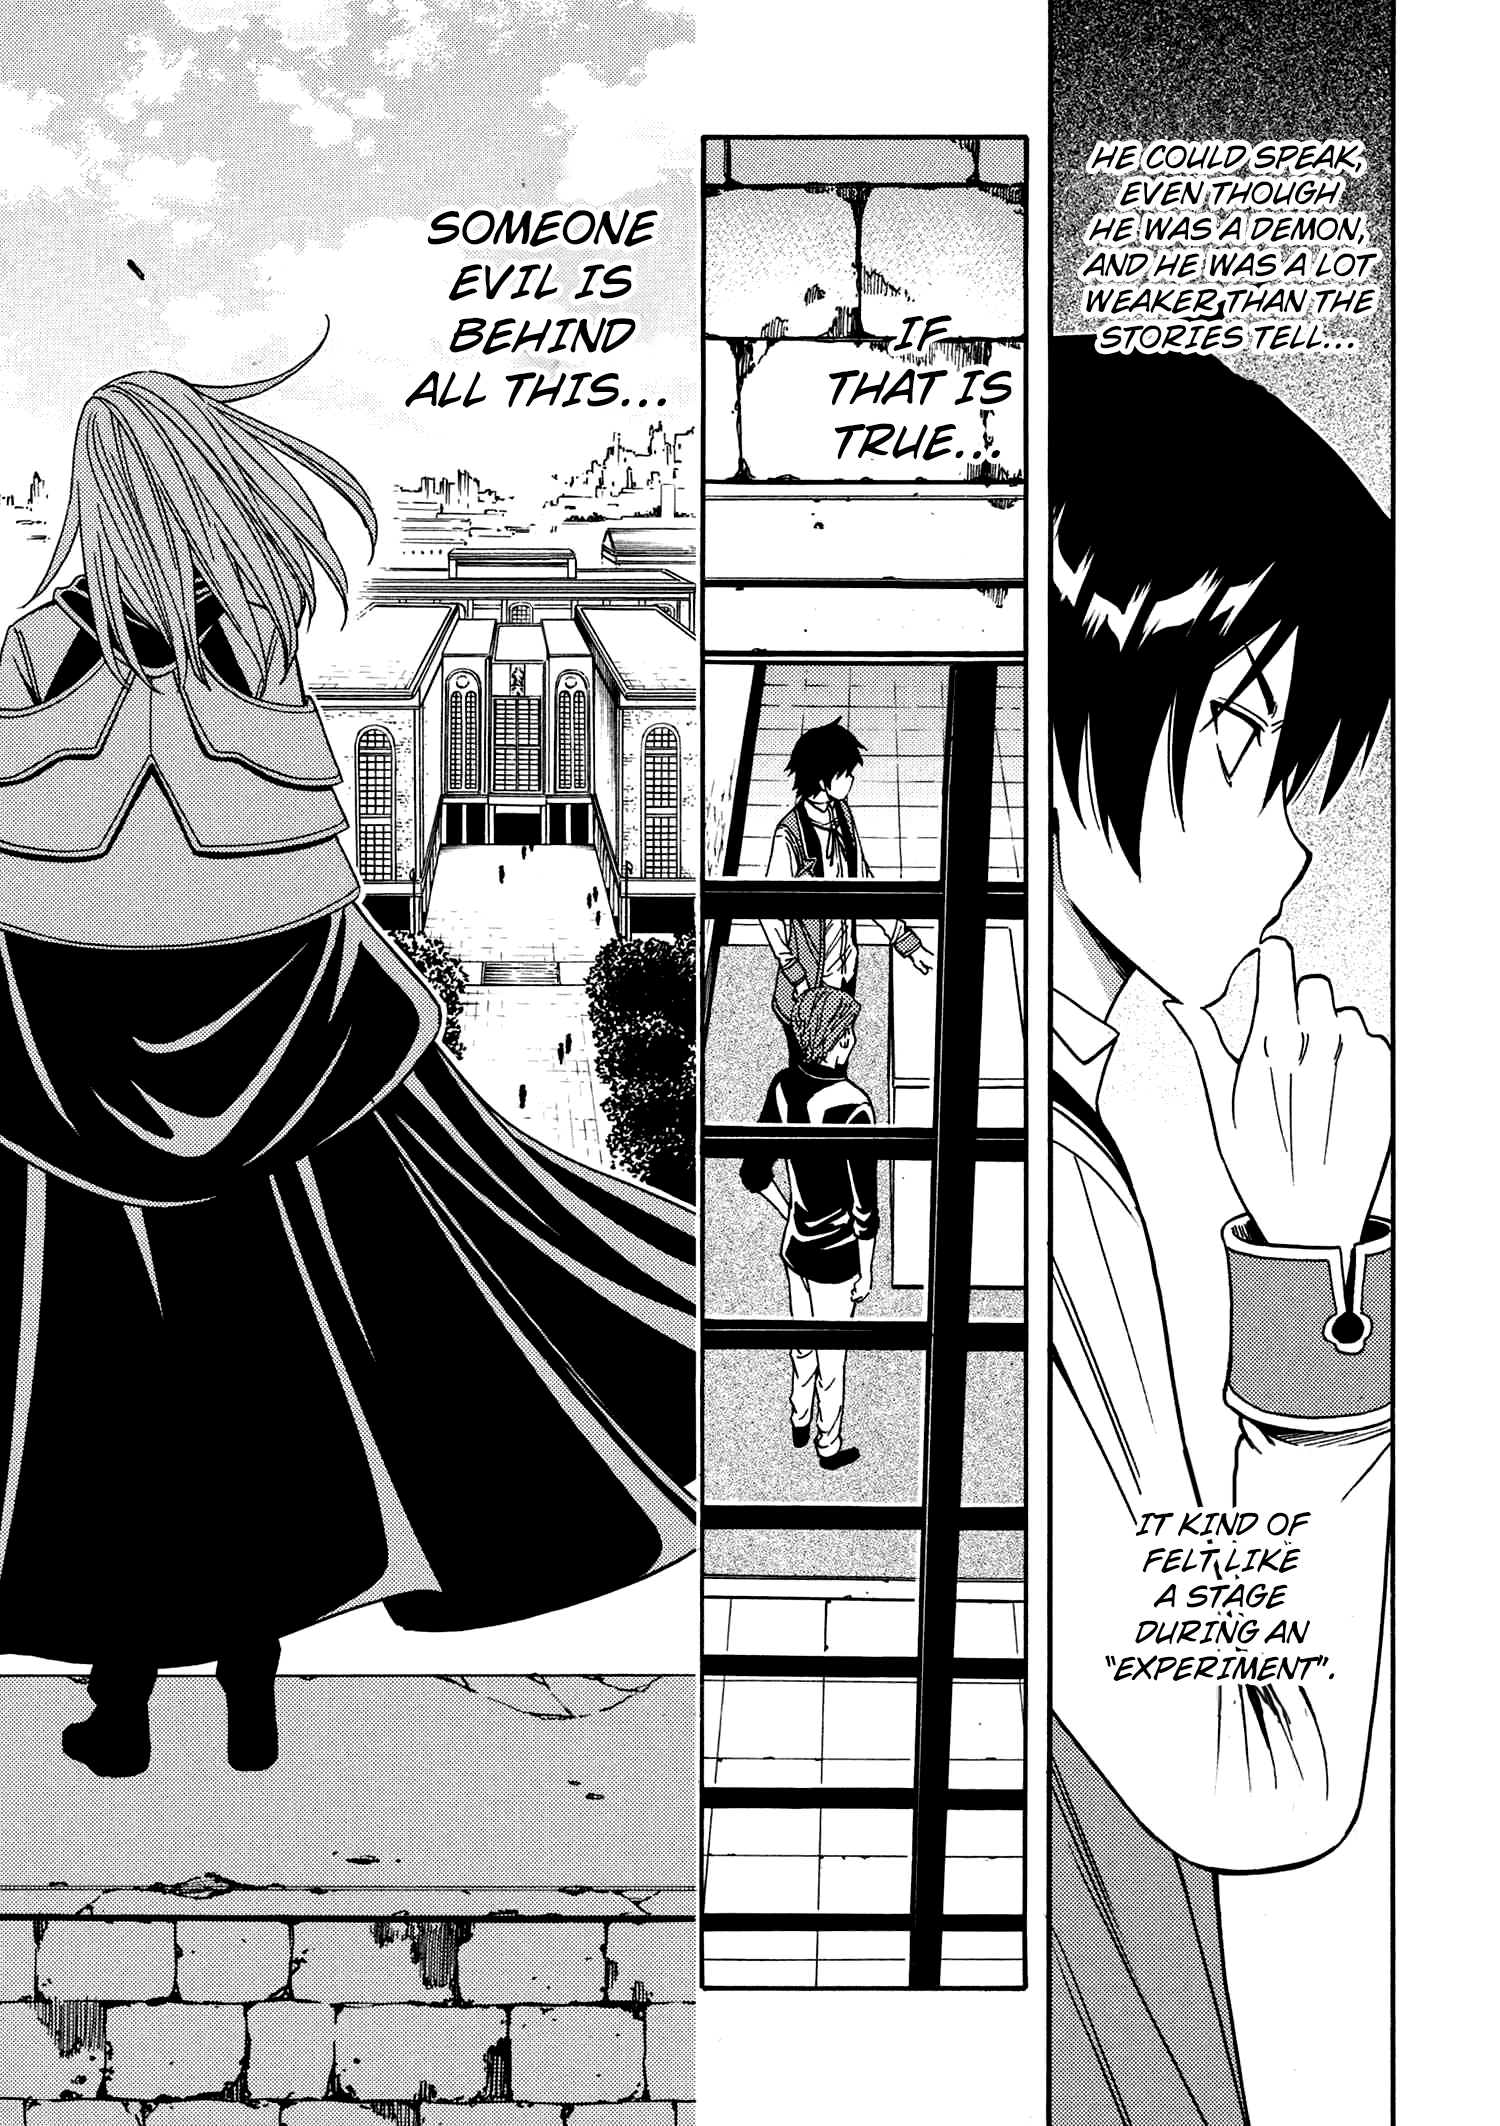 HE COULD SPEAK,
EVEN THOUGH
HE WAS A DEMON,
AND HE WAS A LOT
WEAKER THAN THE
STORIES TELL...
IT KIND OF
FELT LIKE
A STAGE
DURING AN
"EXPERIMENT".
IF
THAT IS
TRUE...
SOMEONE
EVIL IS
BEHIND
ALL THIS...